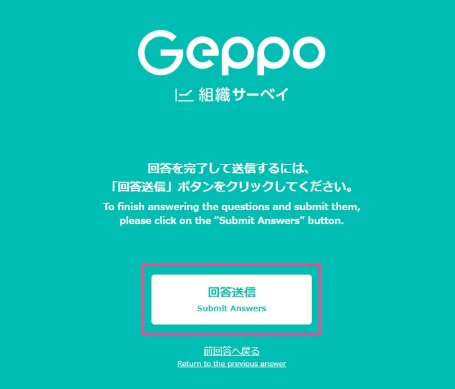 Geppo
組織サーベイ
回答を完了して送信するには、
「回答送信」ボタンをクリックしてください。
To finish answering the questions and submit them,
please click on the “Submit Answers” button.
回答送信
Submit Answers
前回答へ戻る
Return to the previous answer